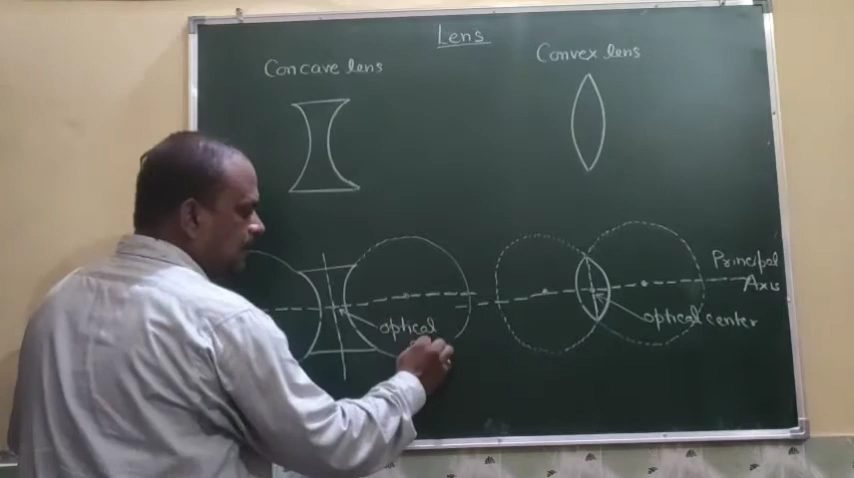 Lens
Concave lens
Convex lens
Principal
Axis
optical
optical center